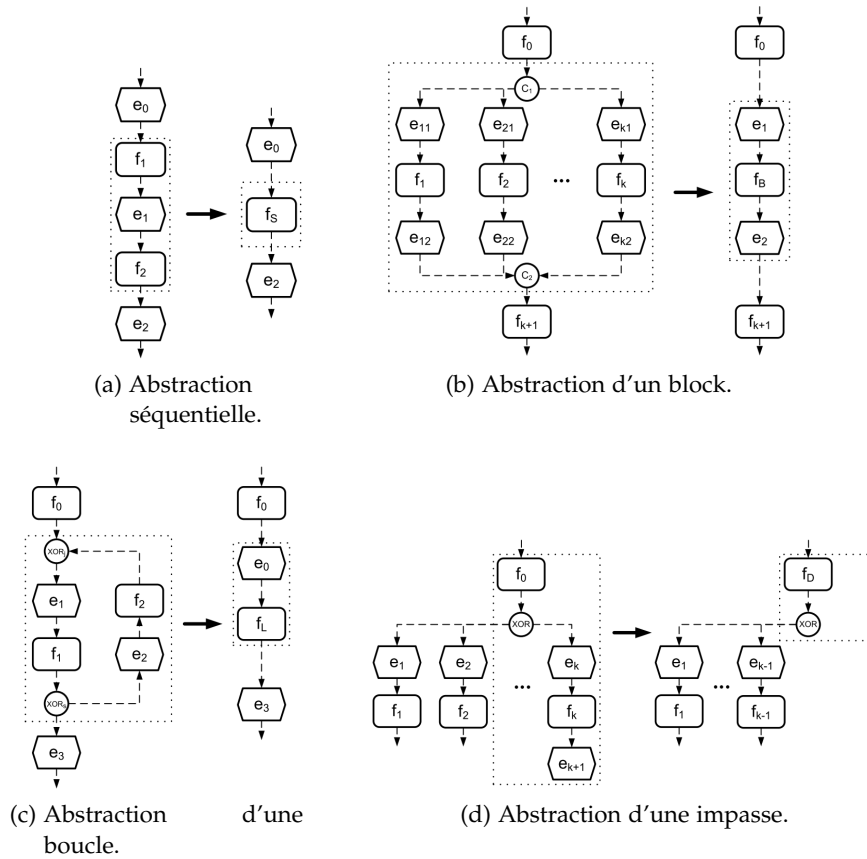 e0
f1
e1
f2
e2
e0
fS
e2
(a) Abstraction
séquentielle.
f0
C1
e11 e21 ek1
f1 f2 ... fk
e12 e22 ek2
C2
fk+1
f0
e1
fB
e2
fk+1
(b) Abstraction d'un block.
f0
XORj
e1
f2
f1
e2
XORs
e3
f0
e0
fL
e3
(c) Abstraction d'une
boucle.
f0
XOR
e1 e2 ek
...
f1 f2 fk
ek+1
fD
XOR
e1 ek-1
...
f1 fk-1
(d) Abstraction d'une impasse.